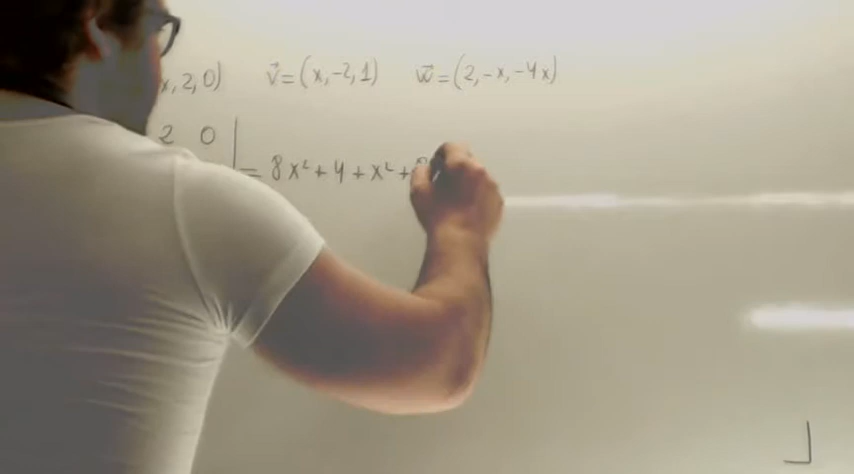 x, 2, 0) v⃗ = (x, -2, 1) w⃗ = (2, -x, -4x)
2 0 | = 8x² + 4 + x² +